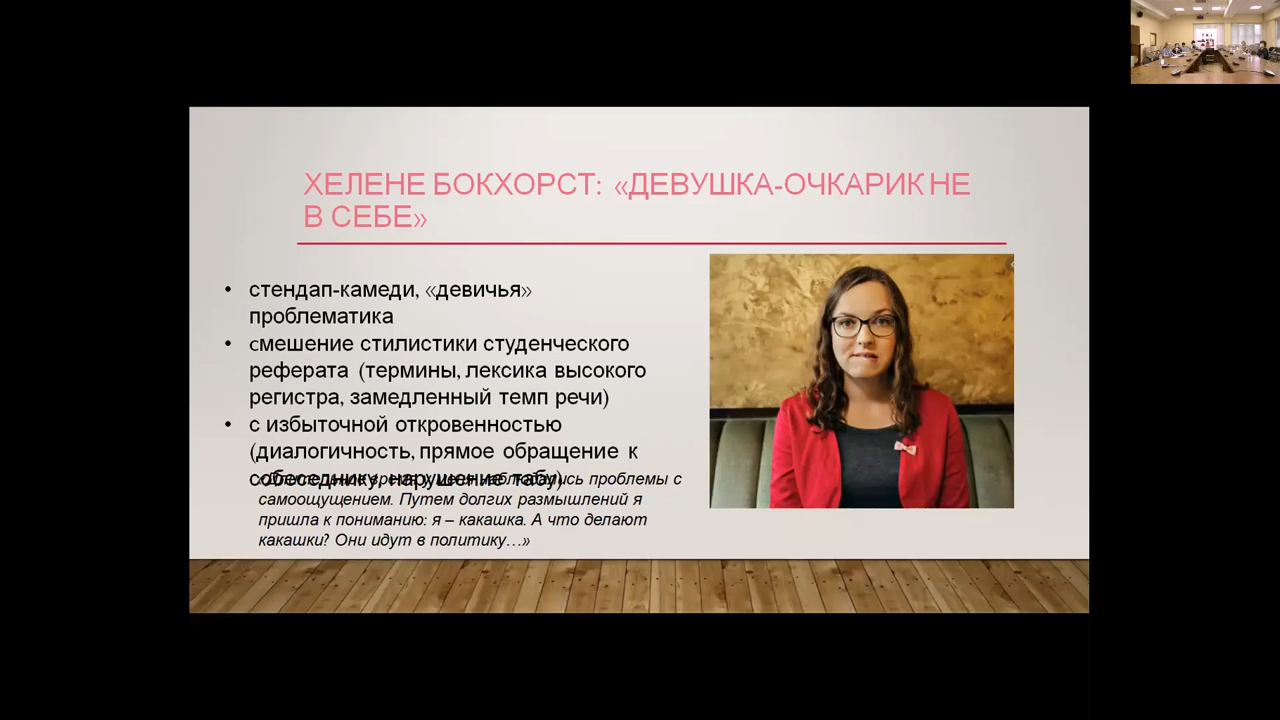 ХЕЛЕНЕ БОКХОРСТ: «ДЕВУШКА-ОЧКАРИК НЕ
В СЕБЕ»
• стендап-камеди, «девичья»
проблематика
• смешение стилистики студенческого
реферата (термины, лексика высокого
регистра, замедленный темп речи)
• с избыточной откровенностью
(диалогичность, прямое обращение к
собеседнику, нарушение табу)
проблемы с
самоощущением. Путем долгих размышлений я
пришла к пониманию: я – какашка. А что делают
какашки? Они идут в политику…»